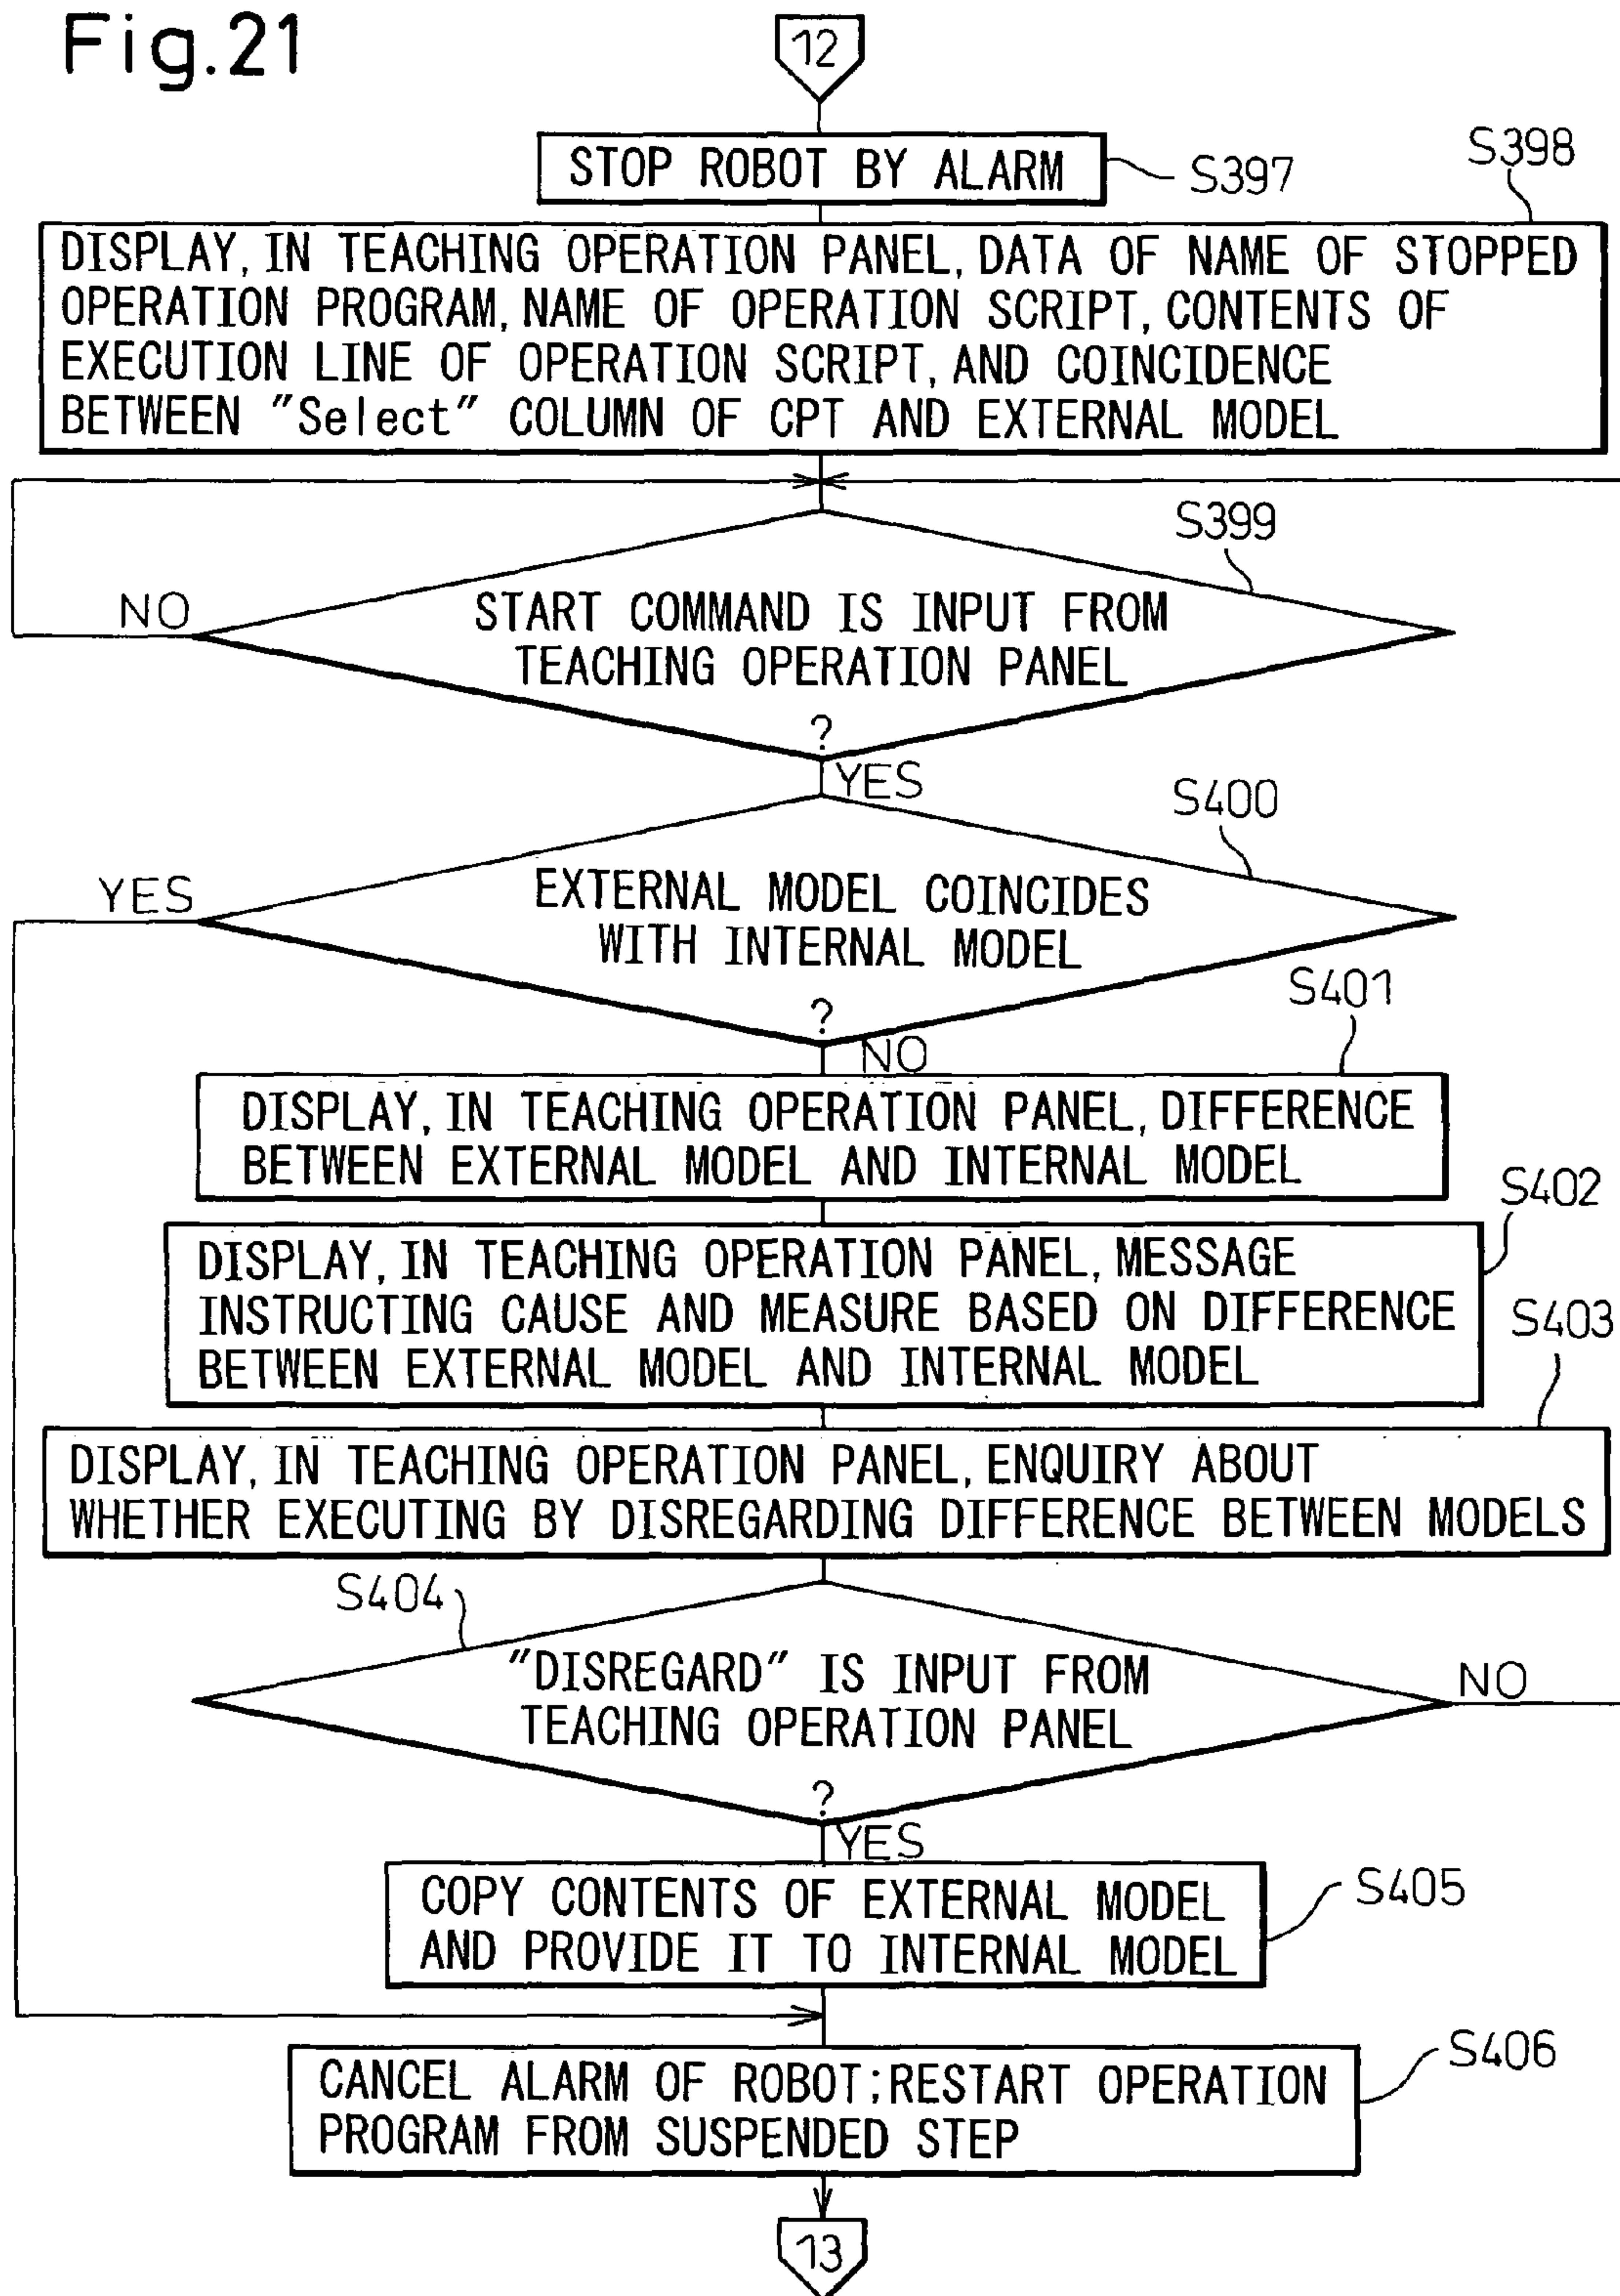 Fig.21
12
STOP ROBOT BY ALARM
S397
S398
DISPLAY, IN TEACHING OPERATION PANEL, DATA OF NAME OF STOPPED
OPERATION PROGRAM, NAME OF OPERATION SCRIPT, CONTENTS OF
EXECUTION LINE OF OPERATION SCRIPT, AND COINCIDENCE
BETWEEN "Select" COLUMN OF CPT AND EXTERNAL MODEL
S399
NO
START COMMAND IS INPUT FROM
TEACHING OPERATION PANEL
?
YES
S400
YES
EXTERNAL MODEL COINCIDES
WITH INTERNAL MODEL
?
NO
S401
DISPLAY, IN TEACHING OPERATION PANEL, DIFFERENCE
BETWEEN EXTERNAL MODEL AND INTERNAL MODEL
S402
DISPLAY, IN TEACHING OPERATION PANEL, MESSAGE
INSTRUCTING CAUSE AND MEASURE BASED ON DIFFERENCE
BETWEEN EXTERNAL MODEL AND INTERNAL MODEL
S403
DISPLAY, IN TEACHING OPERATION PANEL, ENQUIRY ABOUT
WHETHER EXECUTING BY DISREGARDING DIFFERENCE BETWEEN MODELS
S404
"DISREGARD" IS INPUT FROM
TEACHING OPERATION PANEL
?
NO
YES
COPY CONTENTS OF EXTERNAL MODEL
AND PROVIDE IT TO INTERNAL MODEL
S405
CANCEL ALARM OF ROBOT;RESTART OPERATION
PROGRAM FROM SUSPENDED STEP
S406
13